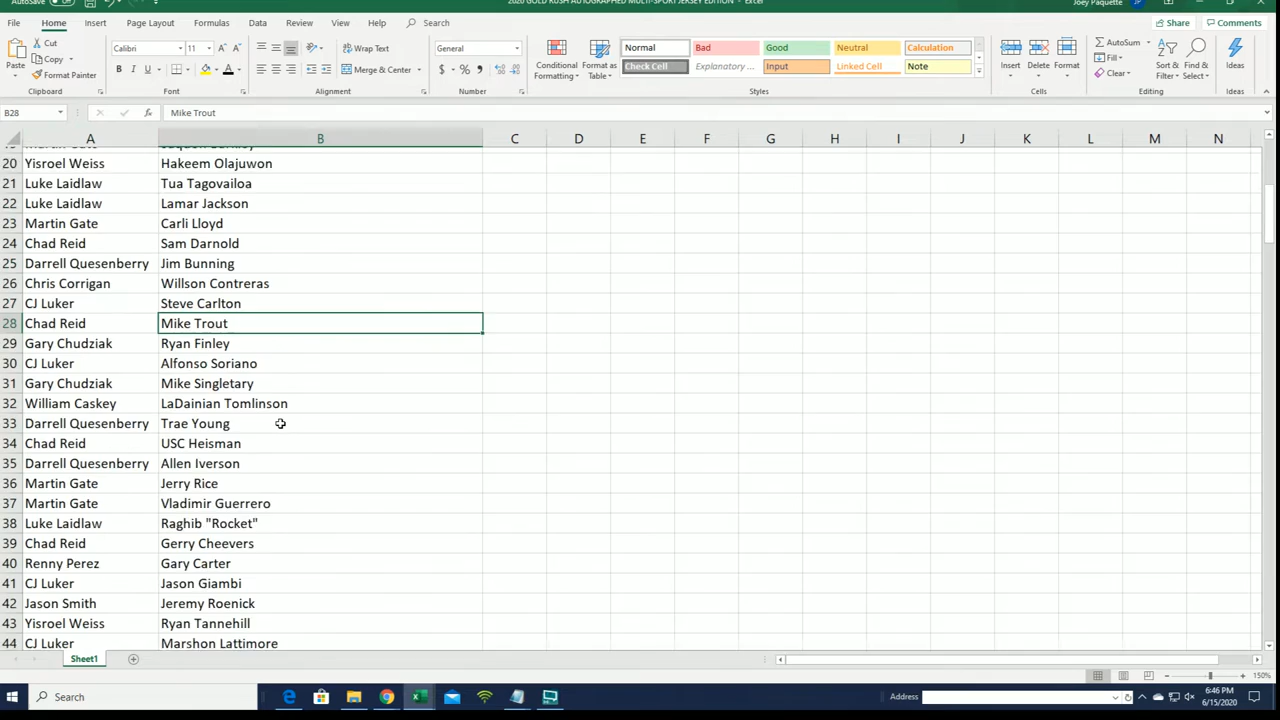 AutoSave
2020 GOLD RUSH AUTOGRAPHED MULTI-SPORT JERSEY EDITION - Excel
Joey Paquette
JP
File Home Insert Page Layout Formulas Data Review View Help Search
Share Comments
Paste
Cut
Copy
Format Painter
Clipboard
Calibri 11
B I U
Font
Wrap Text
Merge & Center
Alignment
General
$ % ,
Number
Conditional Formatting
Format as Table
Normal Bad Good Neutral Calculation
Check Cell Explanatory ... Input Linked Cell Note
Styles
Insert Delete Format
Cells
AutoSum
Fill
Clear
Sort & Filter
Find & Select
Editing
Ideas
Ideas
B28 fx Mike Trout
A B C D E F G H I J K L M N
20 Yisroel Weiss Hakeem Olajuwon
21 Luke Laidlaw Tua Tagovailoa
22 Luke Laidlaw Lamar Jackson
23 Martin Gate Carli Lloyd
24 Chad Reid Sam Darnold
25 Darrell Quesenberry Jim Bunning
26 Chris Corrigan Willson Contreras
27 CJ Luker Steve Carlton
28 Chad Reid Mike Trout
29 Gary Chudziak Ryan Finley
30 CJ Luker Alfonso Soriano
31 Gary Chudziak Mike Singletary
32 William Caskey LaDainian Tomlinson
33 Darrell Quesenberry Trae Young
34 Chad Reid USC Heisman
35 Darrell Quesenberry Allen Iverson
36 Martin Gate Jerry Rice
37 Martin Gate Vladimir Guerrero
38 Luke Laidlaw Raghib "Rocket"
39 Chad Reid Gerry Cheevers
40 Renny Perez Gary Carter
41 CJ Luker Jason Giambi
42 Jason Smith Jeremy Roenick
43 Yisroel Weiss Ryan Tannehill
44 CJ Luker Marshon Lattimore
Sheet1
150%
Search
Address
6:46 PM
6/15/2020